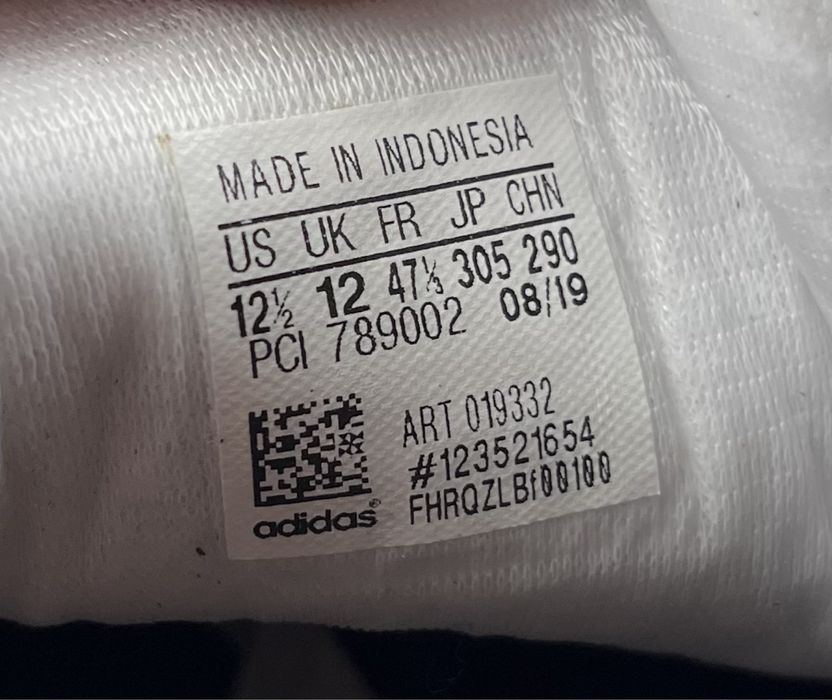 MADE IN INDONESIA
US UK FR JP CHN
12½ 12 47⅓ 305 290
PCI 789002 08/19
ART 019332
#123521654
FHRQZLBf00100
adidas®